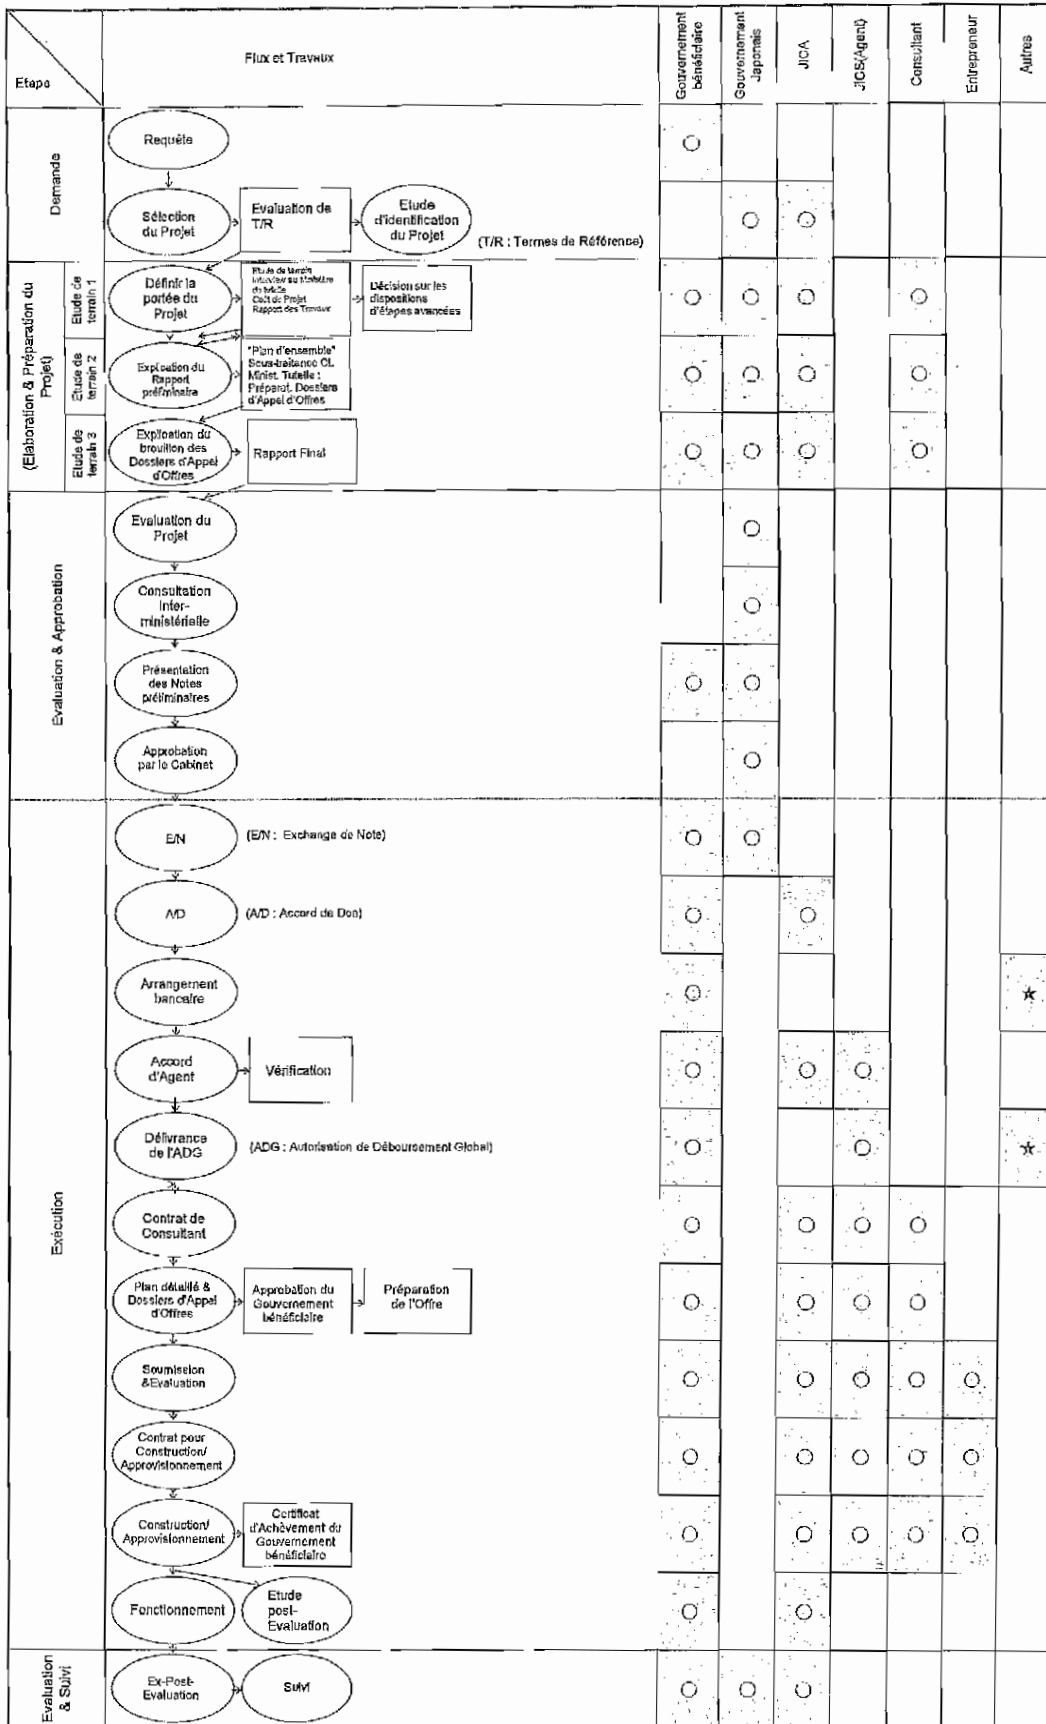 Etape
Flux et Travaux
Gouvernement
bénéficiaire
Gouvernement
Japonais
JICA
JICS(Agent)
Consultant
Entrepreneur
Autres
Demande
Requête
Sélection
du Projet
Evaluation de
T/R
Etude
d'identification
du Projet
(T/R : Termes de Référence)
(Elaboration & Préparation du
Projet)
Etude de
terrain 1
Définir la
portée du
Projet
Etude de terrain
Interview au Ministère
de tutelle
Coût de Projet
Rapport des Travaux
Décision sur les
dispositions
d'étapes avancées
Etude de
terrain 2
Explication du
Rapport
préliminaire
"Plan d'ensemble"
Sous-traitance CL
Minist. Tutelle :
Préparat. Dossiers
d'Appel d'Offres
Etude de
terrain 3
Explication du
brouillon des
Dossiers d'Appel
d'Offres
Rapport Final
Evaluation & Approbation
Evaluation du
Projet
Consultation
Inter-
ministérielle
Présentation
des Notes
préliminaires
Approbation
par le Cabinet
Exécution
E/N
(E/N : Exchange de Note)
A/D
(A/D : Accord de Don)
Arrangement
bancaire
Accord
d'Agent
Vérification
Délivrance
de l'ADG
(ADG : Autorisation de Déboursement Global)
Contrat de
Consultant
Plan détaillé &
Dossiers d'Appel
d'Offres
Approbation du
Gouvernement
bénéficiaire
Préparation
de l'Offre
Soumission
&Evaluation
Contrat pour
Construction/
Approvisionnement
Construction/
Approvisionnement
Certificat
d'Achèvement du
Gouvernement
bénéficiaire
Fonctionnement
Etude
post-
Evaluation
Evaluation
& Suivi
Ex-Post-
Evaluation
Suivi